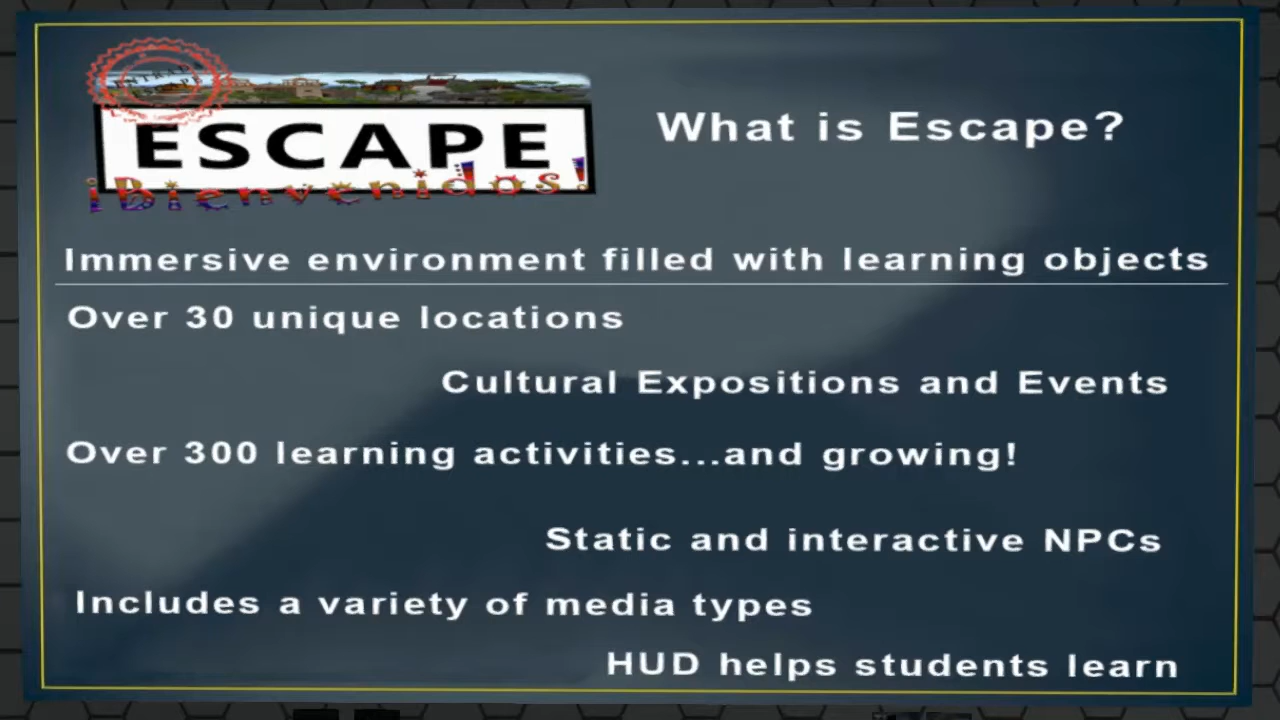 ESCAPE
¡Bienvenidos!
What is Escape?
Immersive environment filled with learning objects
Over 30 unique locations
Cultural Expositions and Events
Over 300 learning activities...and growing!
Static and interactive NPCs
Includes a variety of media types
HUD helps students learn